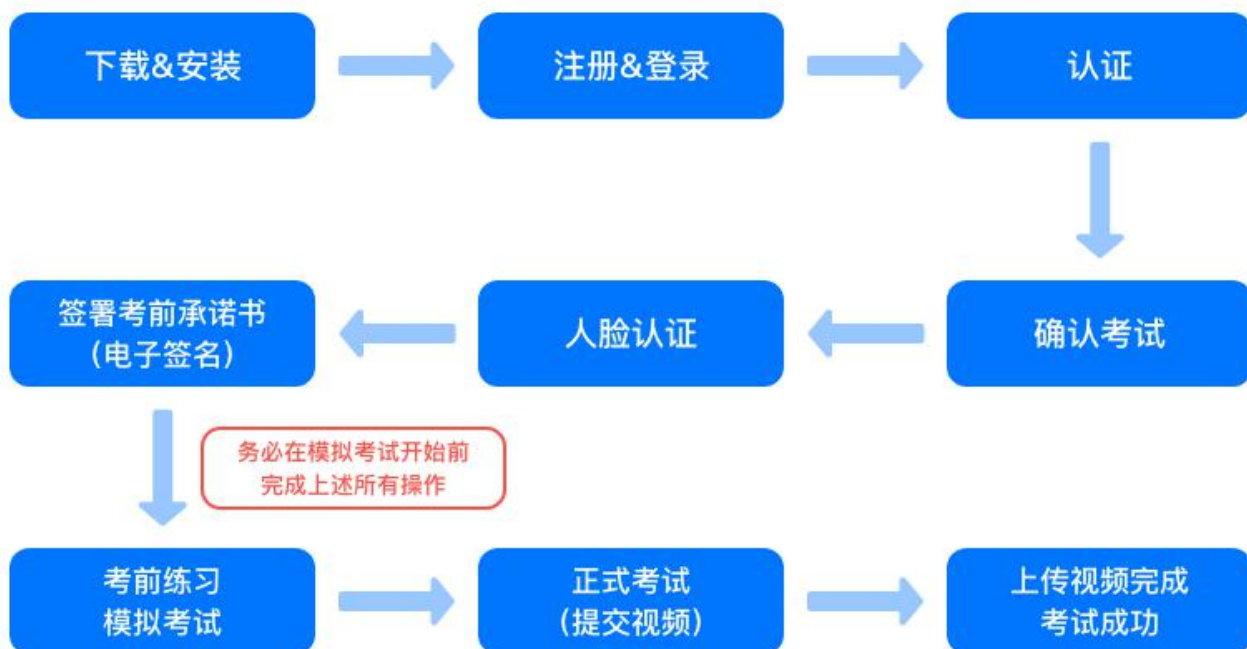 下载&安装
注册&登录
认证
签署考前承诺书
(电子签名)
人脸认证
确认考试
务必在模拟考试开始前
完成上述所有操作
考前练习
模拟考试
正式考试
(提交视频)
上传视频完成
考试成功